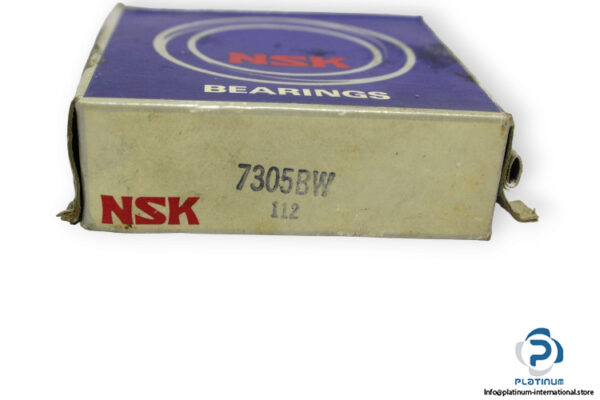 NSK
BEARINGS
7305BW
NSK
112
P
PLATINUM
Info@platinum-international.store